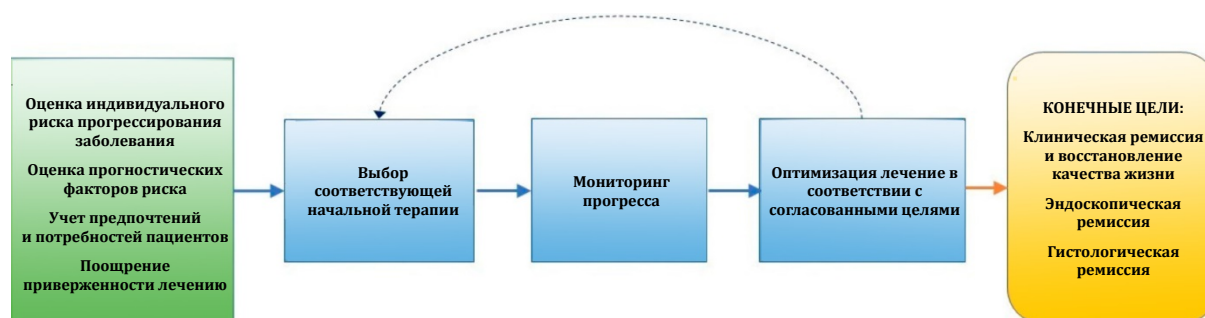 Оценка индивидуального
риска прогрессирования
заболевания
Оценка прогностических
факторов риска
Учет предпочтений
и потребностей пациентов
Поощрение
приверженности лечению
Выбор
соответствующей
начальной терапии
Мониторинг
прогресса
Оптимизация лечение в
соответствии с
согласованными целями
КОНЕЧНЫЕ ЦЕЛИ:
Клиническая ремиссия
и восстановление
качества жизни
Эндоскопическая
ремиссия
Гистологическая
ремиссия